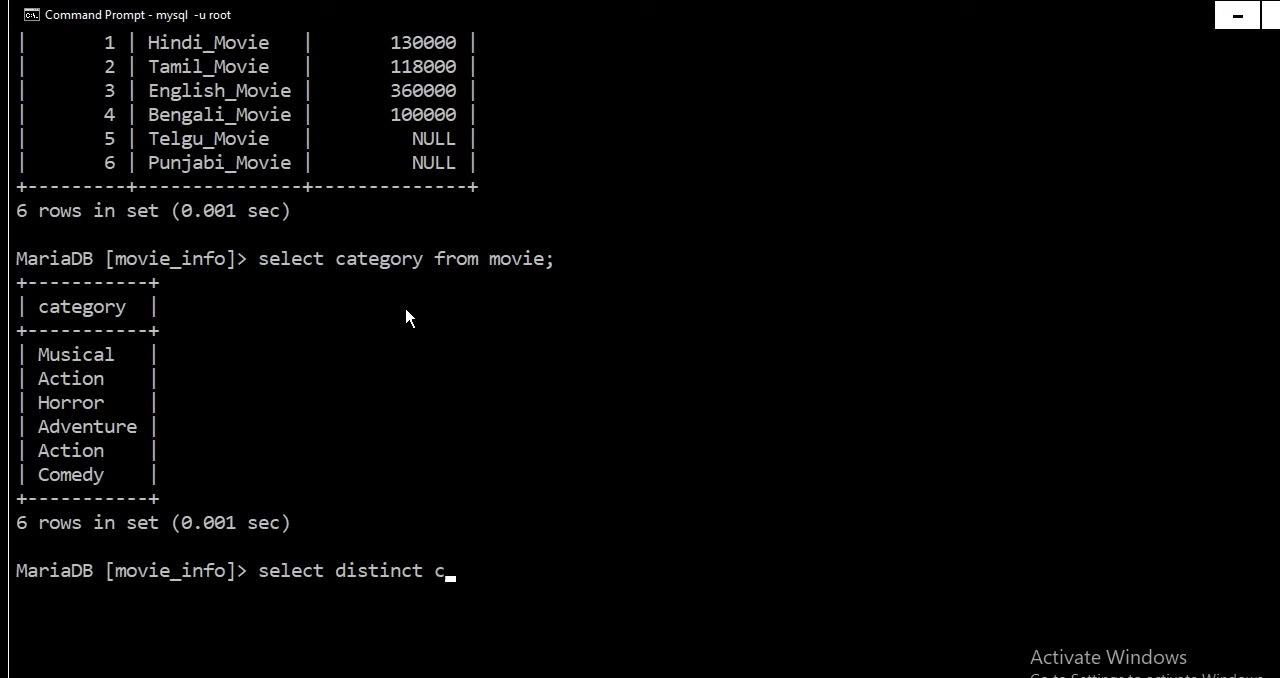 Command Prompt - mysql -u root
| 1 | Hindi_Movie | 130000 |
| 2 | Tamil_Movie | 118000 |
| 3 | English_Movie | 360000 |
| 4 | Bengali_Movie | 100000 |
| 5 | Telgu_Movie | NULL |
| 6 | Punjabi_Movie | NULL |
+---------+---------------+--------------+
6 rows in set (0.001 sec)
MariaDB [movie_info]> select category from movie;
+-----------+
| category |
+-----------+
| Musical |
| Action |
| Horror |
| Adventure |
| Action |
| Comedy |
+-----------+
6 rows in set (0.001 sec)
MariaDB [movie_info]> select distinct c_
Activate Windows
Go to Settings to activate Windows.